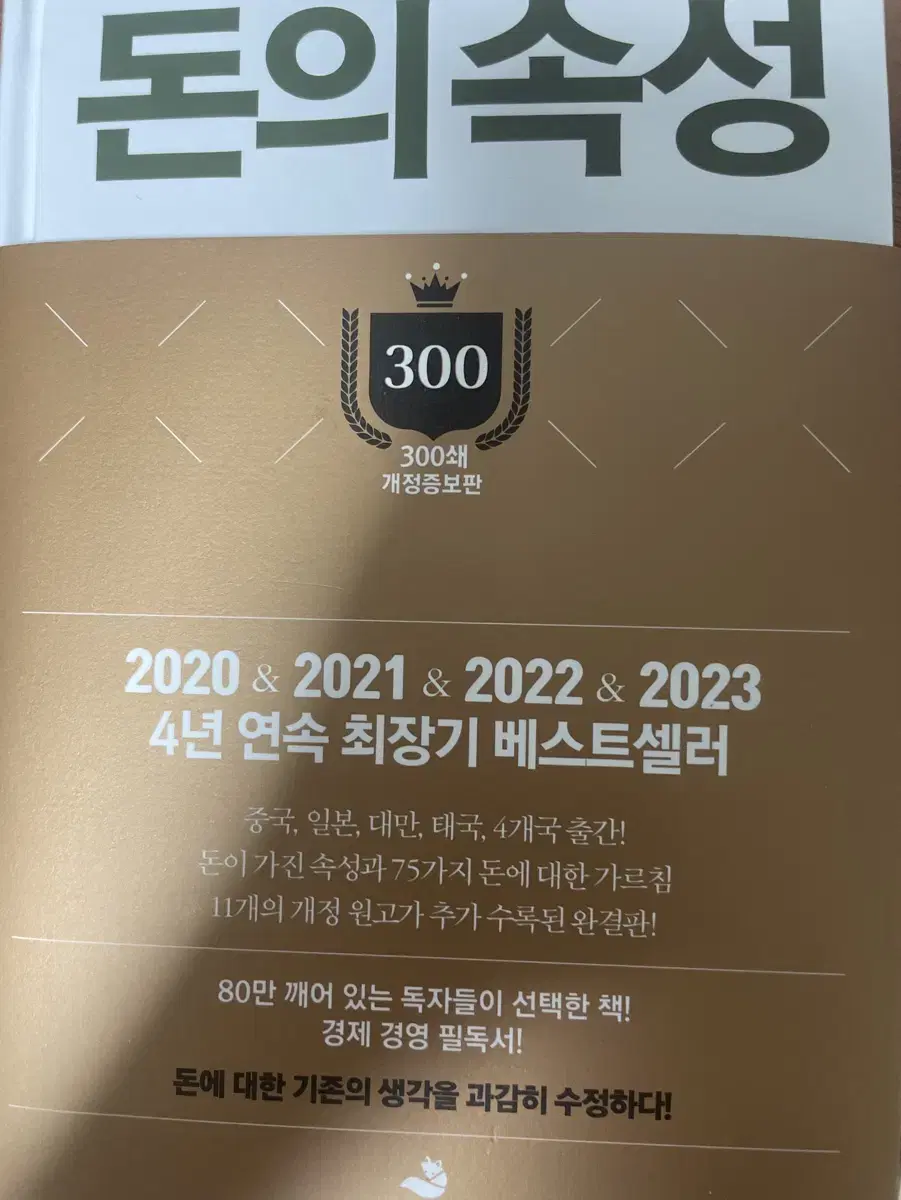 돈의 속성
300
300쇄
개정증보판
2020 & 2021 & 2022 & 2023
4년 연속 최장기 베스트셀러
중국, 일본, 대만, 태국, 4개국 출간!
돈이 가진 속성과 75가지 돈에 대한 가르침
11개의 개정 원고가 추가 수록된 완결판!
80만 깨어 있는 독자들이 선택한 책!
경제 경영 필독서!
돈에 대한 기존의 생각을 과감히 수정하다!